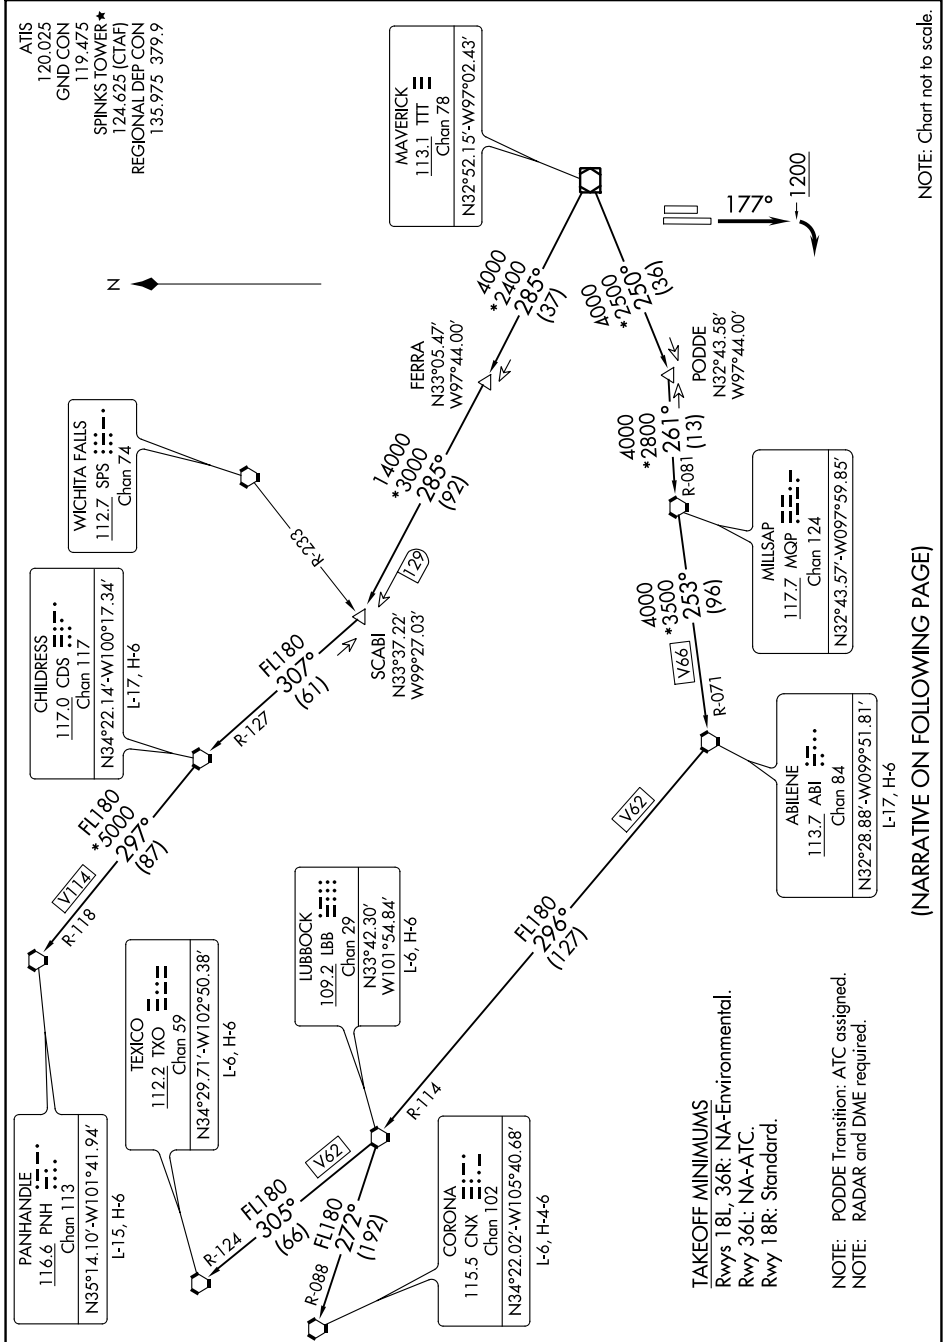 ATIS
120.025
GND CON
119.475
SPINKS TOWER★
124.625 (CTAF)
REGIONAL DEP CON
135.975 379.9
N
MAVERICK
113.1 TTT
Chan 78
N32°52.15′-W97°02.43′
177°
1200
NOTE: Chart not to scale.
4000
*2400
285°
(37)
4000
*2500
250°
(36)
FERRA
N33°05.47′
W97°44.00′
PODDE
N32°43.58′
W97°44.00′
WICHITA FALLS
112.7 SPS
Chan 74
R-233
14000
*3000
285°
(92)
129
SCABI
N33°37.22′
W99°27.03′
4000
*2800
261°
(13)
R-081
MILLSAP
117.7 MQP
Chan 124
N32°43.57′-W097°59.85′
4000
*3500
253°
(96)
V66
R-071
CHILDRESS
117.0 CDS
Chan 117
N34°22.14′-W100°17.34′
L-17, H-6
FL180
307°
(61)
R-127
ABILENE
113.7 ABI
Chan 84
N32°28.88′-W099°51.81′
L-17, H-6
FL180
*5000
297°
(87)
V114
R-118
V62
FL180
296°
(127)
R-114
LUBBOCK
109.2 LBB
Chan 29
N33°42.30′
W101°54.84′
L-6, H-6
PANHANDLE
116.6 PNH
Chan 113
N35°14.10′-W101°41.94′
L-15, H-6
TEXICO
112.2 TXO
Chan 59
N34°29.71′-W102°50.38′
L-6, H-6
V62
FL180
305°
(66)
R-124
FL180
272°
(192)
R-088
CORONA
115.5 CNX
Chan 102
N34°22.02′-W105°40.68′
L-6, H-4-6
TAKEOFF MINIMUMS
Rwys 18L, 36R: NA-Environmental.
Rwy 36L: NA-ATC.
Rwy 18R: Standard.
NOTE: PODDE Transition: ATC assigned.
NOTE: RADAR and DME required.
(NARRATIVE ON FOLLOWING PAGE)